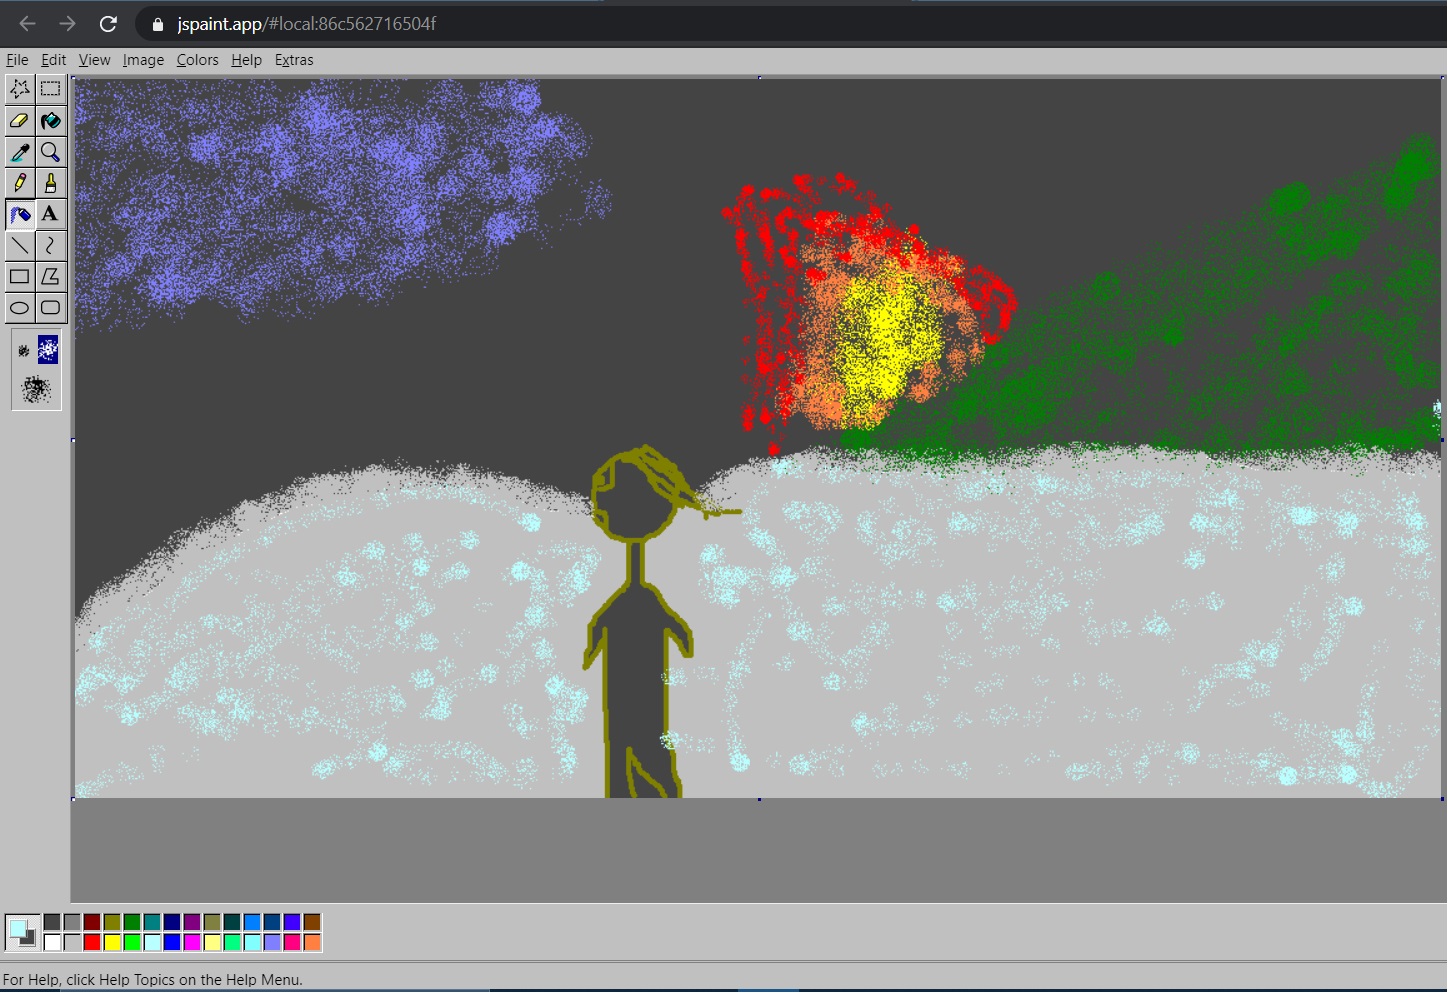 jspaint.app/#local:86c562716504f
File Edit View Image Colors Help Extras
A
For Help, click Help Topics on the Help Menu.